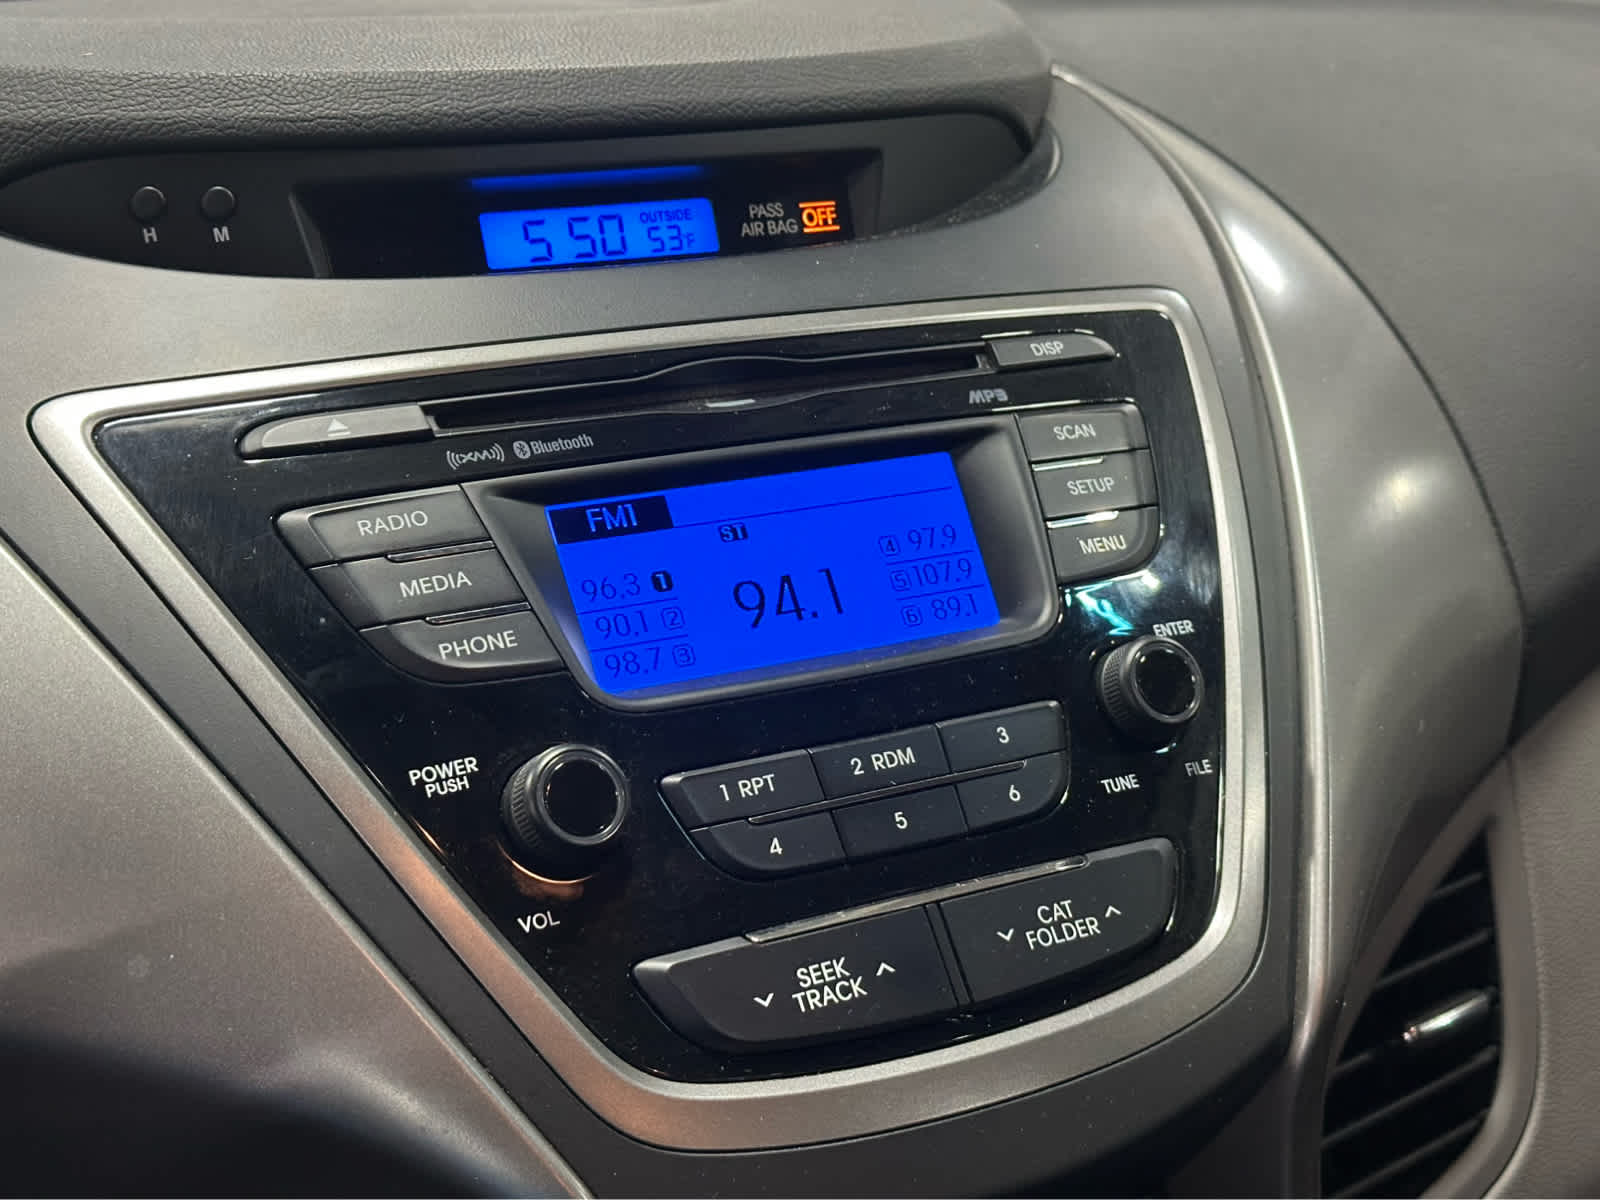 H M
5 50 OUTSIDE 53°F
PASS AIR BAG OFF
DISP
MP3
((XM)) Bluetooth
SCAN
SETUP
MENU
RADIO
MEDIA
PHONE
FM1
ST
96.3 1
90.1 2
98.7 3
94.1
4 97.9
5 107.9
6 89.1
ENTER
TUNE
FILE
POWER
PUSH
VOL
1 RPT
2 RDM
3
4
5
6
SEEK
TRACK
CAT
FOLDER